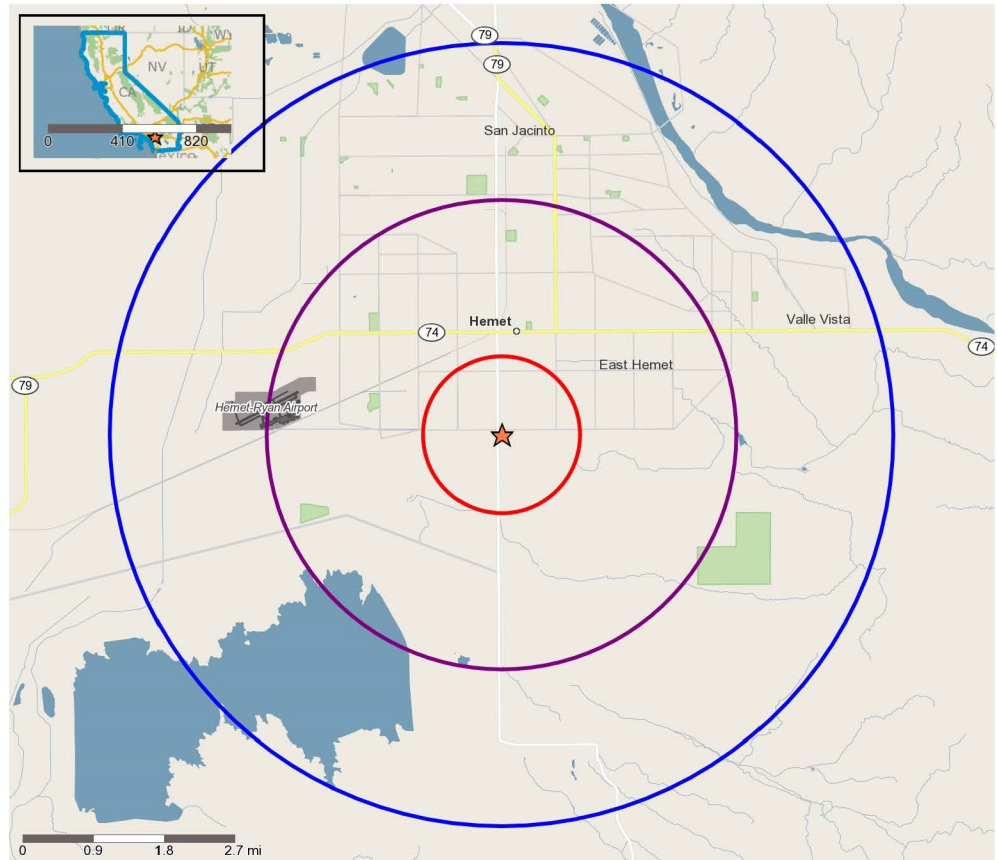 WY
NV
UT
CA
0
410
820
79
79
San Jacinto
Hemet
74
Valle Vista
74
East Hemet
79
Hemet-Ryan Airport
0
0.9
1.8
2.7 mi